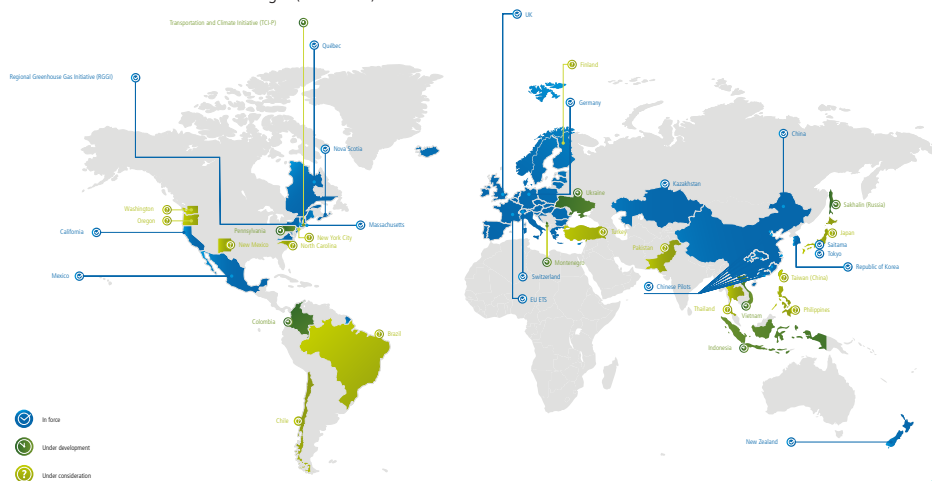 Transportation and Climate Initiative (TCI-P)
UK
Québec
Regional Greenhouse Gas Initiative (RGGI)
Finland
Germany
China
Nova Scotia
Kazakhstan
Ukraine
Washington
Oregon
California
Massachusetts
Pennsylvania
New York City
New Mexico
North Carolina
Sakhalin (Russia)
Turkey
Japan
Saitama
Tokyo
Pakistan
Montenegro
Republic of Korea
Mexico
Switzerland
Taiwan (China)
Chinese Pilots
EU ETS
Thailand
Philippines
Vietnam
Colombia
Brazil
Indonesia
Chile
New Zealand
In force
Under development
Under consideration